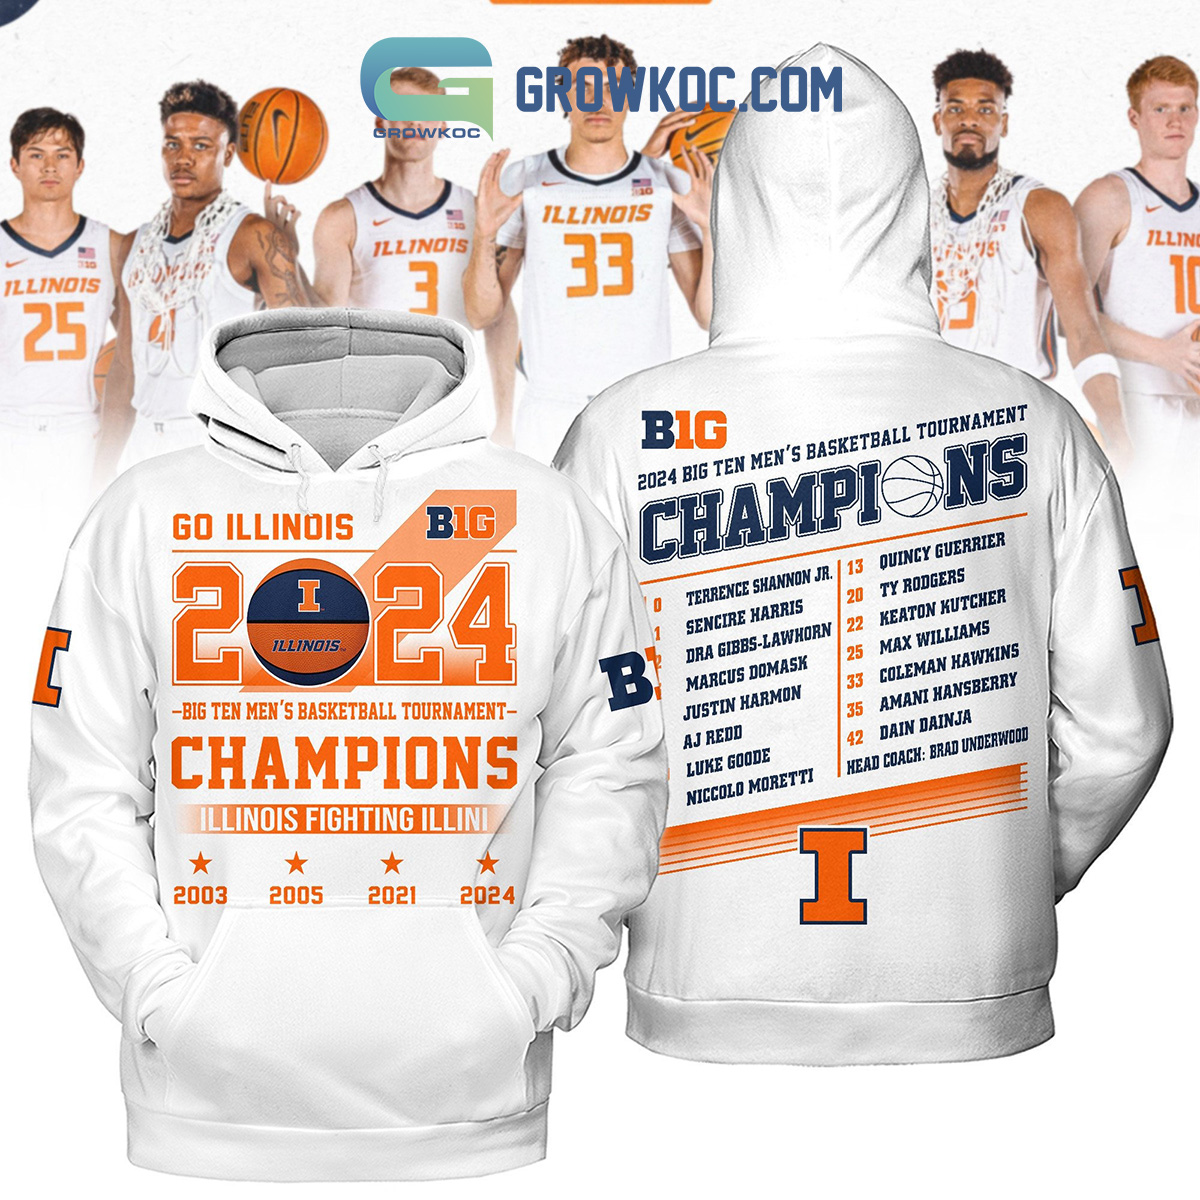 GROWKOC
GROWKOC.COM
ILLINOIS
25
4
ILLINOIS
3
ILLINOIS
33
10
GO ILLINOIS
B1G
2024
I
ILLINOIS
-BIG TEN MEN'S BASKETBALL TOURNAMENT-
CHAMPIONS
ILLINOIS FIGHTING ILLINI
2003 2005 2021 2024
I
B1G
2024 BIG TEN MEN'S BASKETBALL TOURNAMENT
CHAMPIONS
0 TERRENCE SHANNON JR.
1 SENCIRE HARRIS
2 DRA GIBBS-LAWHORN
MARCUS DOMASK
JUSTIN HARMON
AJ REDD
LUKE GOODE
NICCOLO MORETTI
13 QUINCY GUERRIER
20 TY RODGERS
22 KEATON KUTCHER
25 MAX WILLIAMS
33 COLEMAN HAWKINS
35 AMANI HANSBERRY
42 DAIN DAINJA
HEAD COACH: BRAD UNDERWOOD
I
B
I